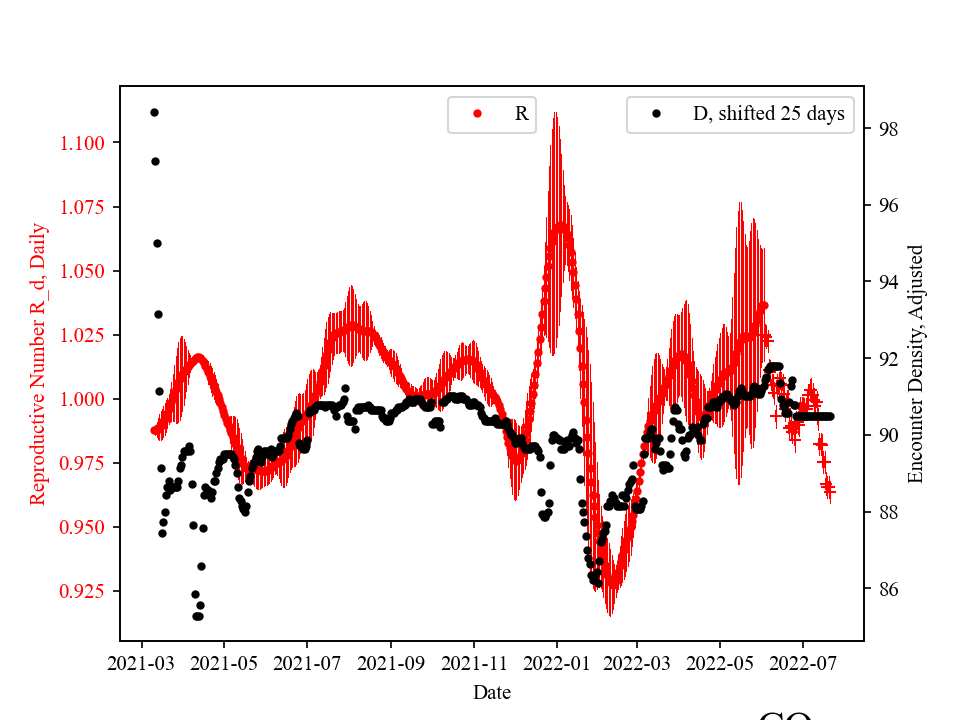 R
D, shifted 25 days
Reproductive Number R_d, Daily
1.100
1.075
1.050
1.025
1.000
0.975
0.950
0.925
98
96
94
92
90
88
86
Encounter Density, Adjusted
2021-03 2021-05 2021-07 2021-09 2021-11 2022-01 2022-03 2022-05 2022-07
Date
CO